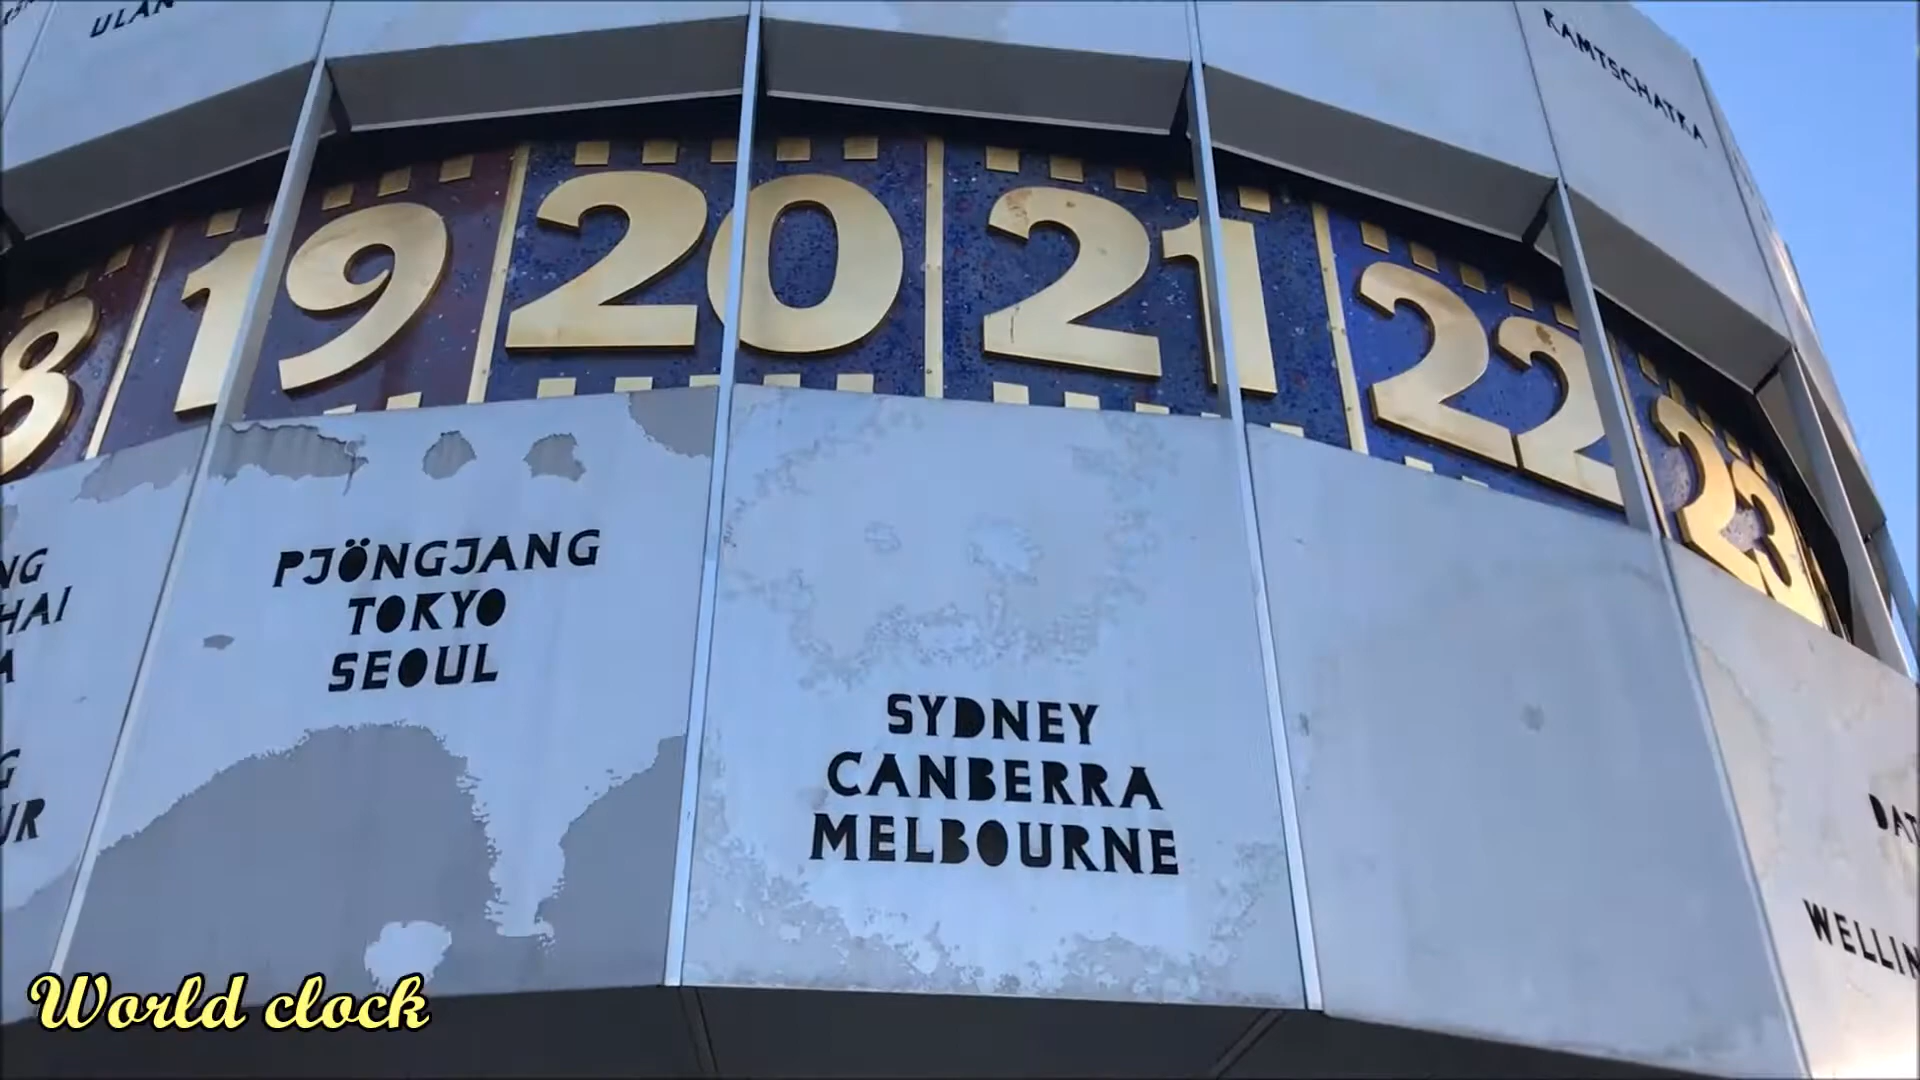 ULAN
KAMTSCHATKA
19 20 21 22 23
PJÖNGJANG
TOKYO
SEOUL
SYDNEY
CANBERRA
MELBOURNE
World clock